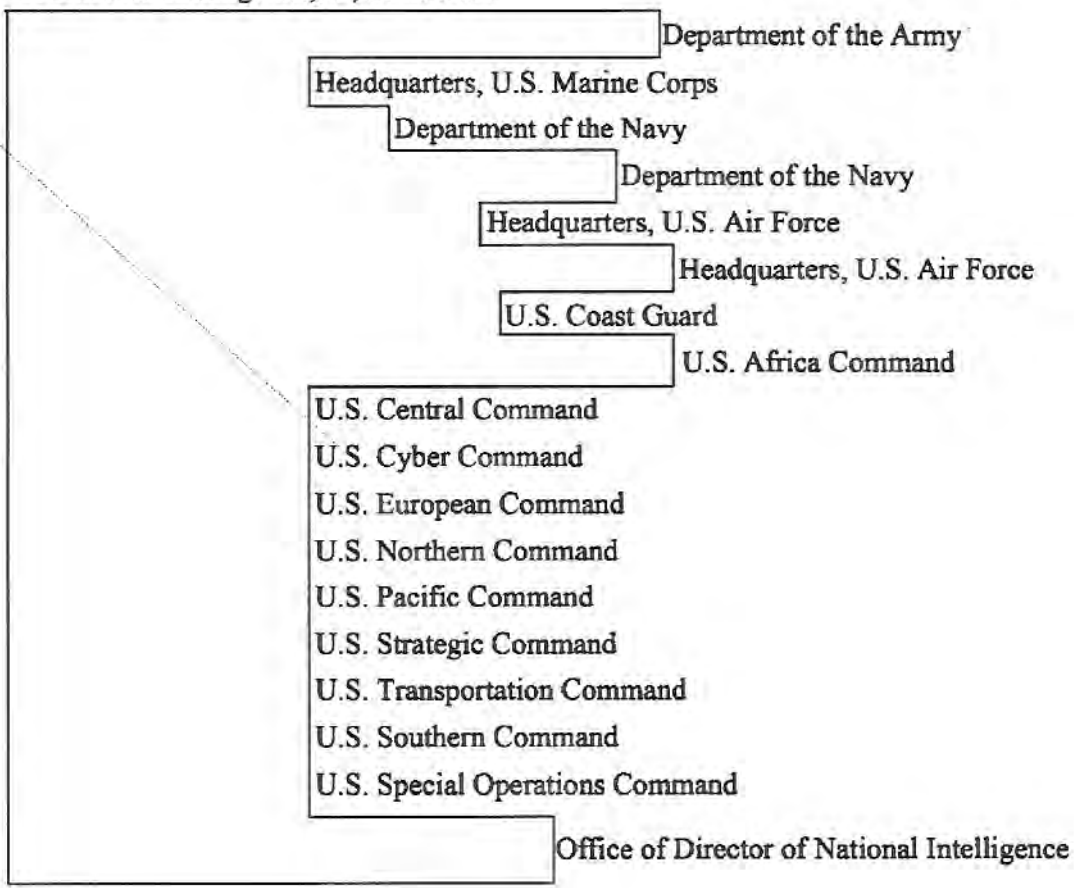 Department of the Army
Headquarters, U.S. Marine Corps
Department of the Navy
Department of the Navy
Headquarters, U.S. Air Force
Headquarters, U.S. Air Force
U.S. Coast Guard
U.S. Africa Command
U.S. Central Command
U.S. Cyber Command
U.S. European Command
U.S. Northern Command
U.S. Pacific Command
U.S. Strategic Command
U.S. Transportation Command
U.S. Southern Command
U.S. Special Operations Command
Office of Director of National Intelligence